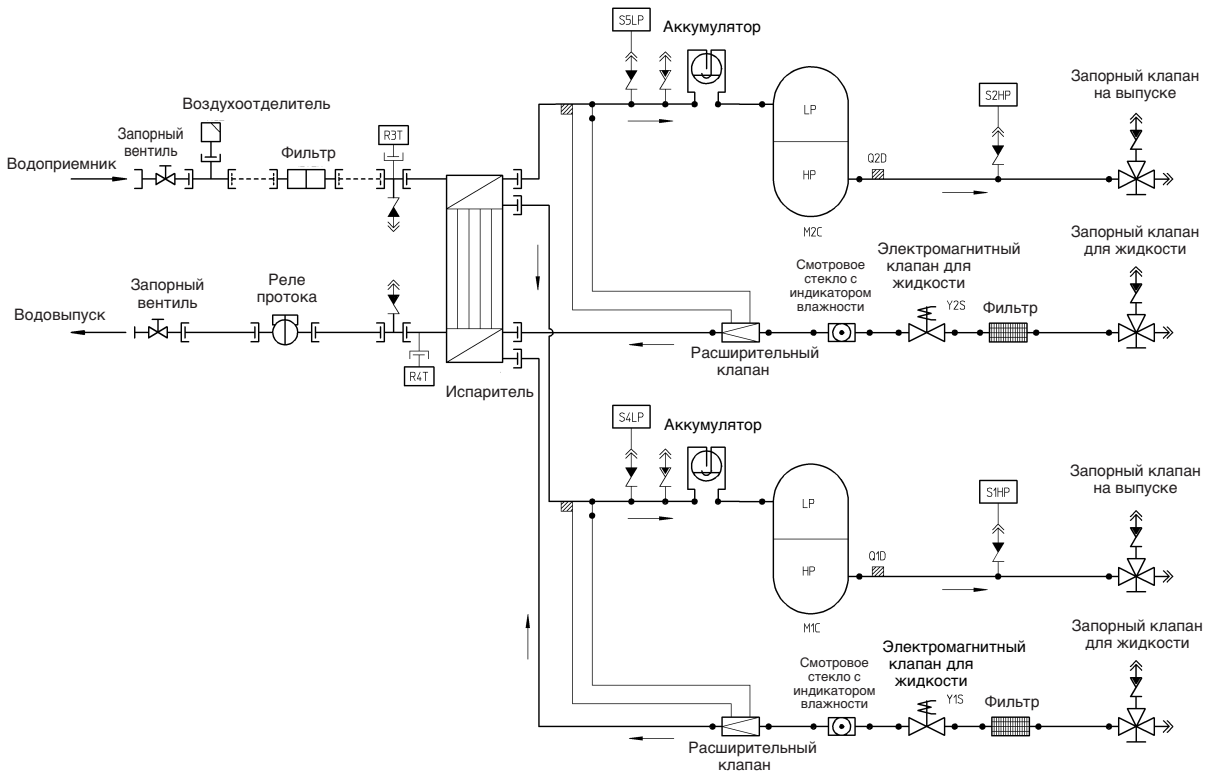 S5LP
Аккумулятор
Запорный клапан
на выпуске
S2HP
Воздухоотделитель
LP
Запорный
вентиль
Фильтр
R3T
Водоприемник
Q2D
HP
M2C
Запорный клапан
для жидкости
Электромагнитный
клапан для
жидкости
Смотровое
стекло с
индикатором
влажности
Y2S
Фильтр
Запорный
вентиль
Реле
протока
Водовыпуск
Расширительный
клапан
R4T
Испаритель
S4LP
Аккумулятор
Запорный клапан
на выпуске
S1HP
LP
Q1D
HP
M1C
Запорный клапан
для жидкости
Электромагнитный
клапан для
жидкости
Смотровое
стекло с
индикатором
влажности
Y1S
Фильтр
Расширительный
клапан